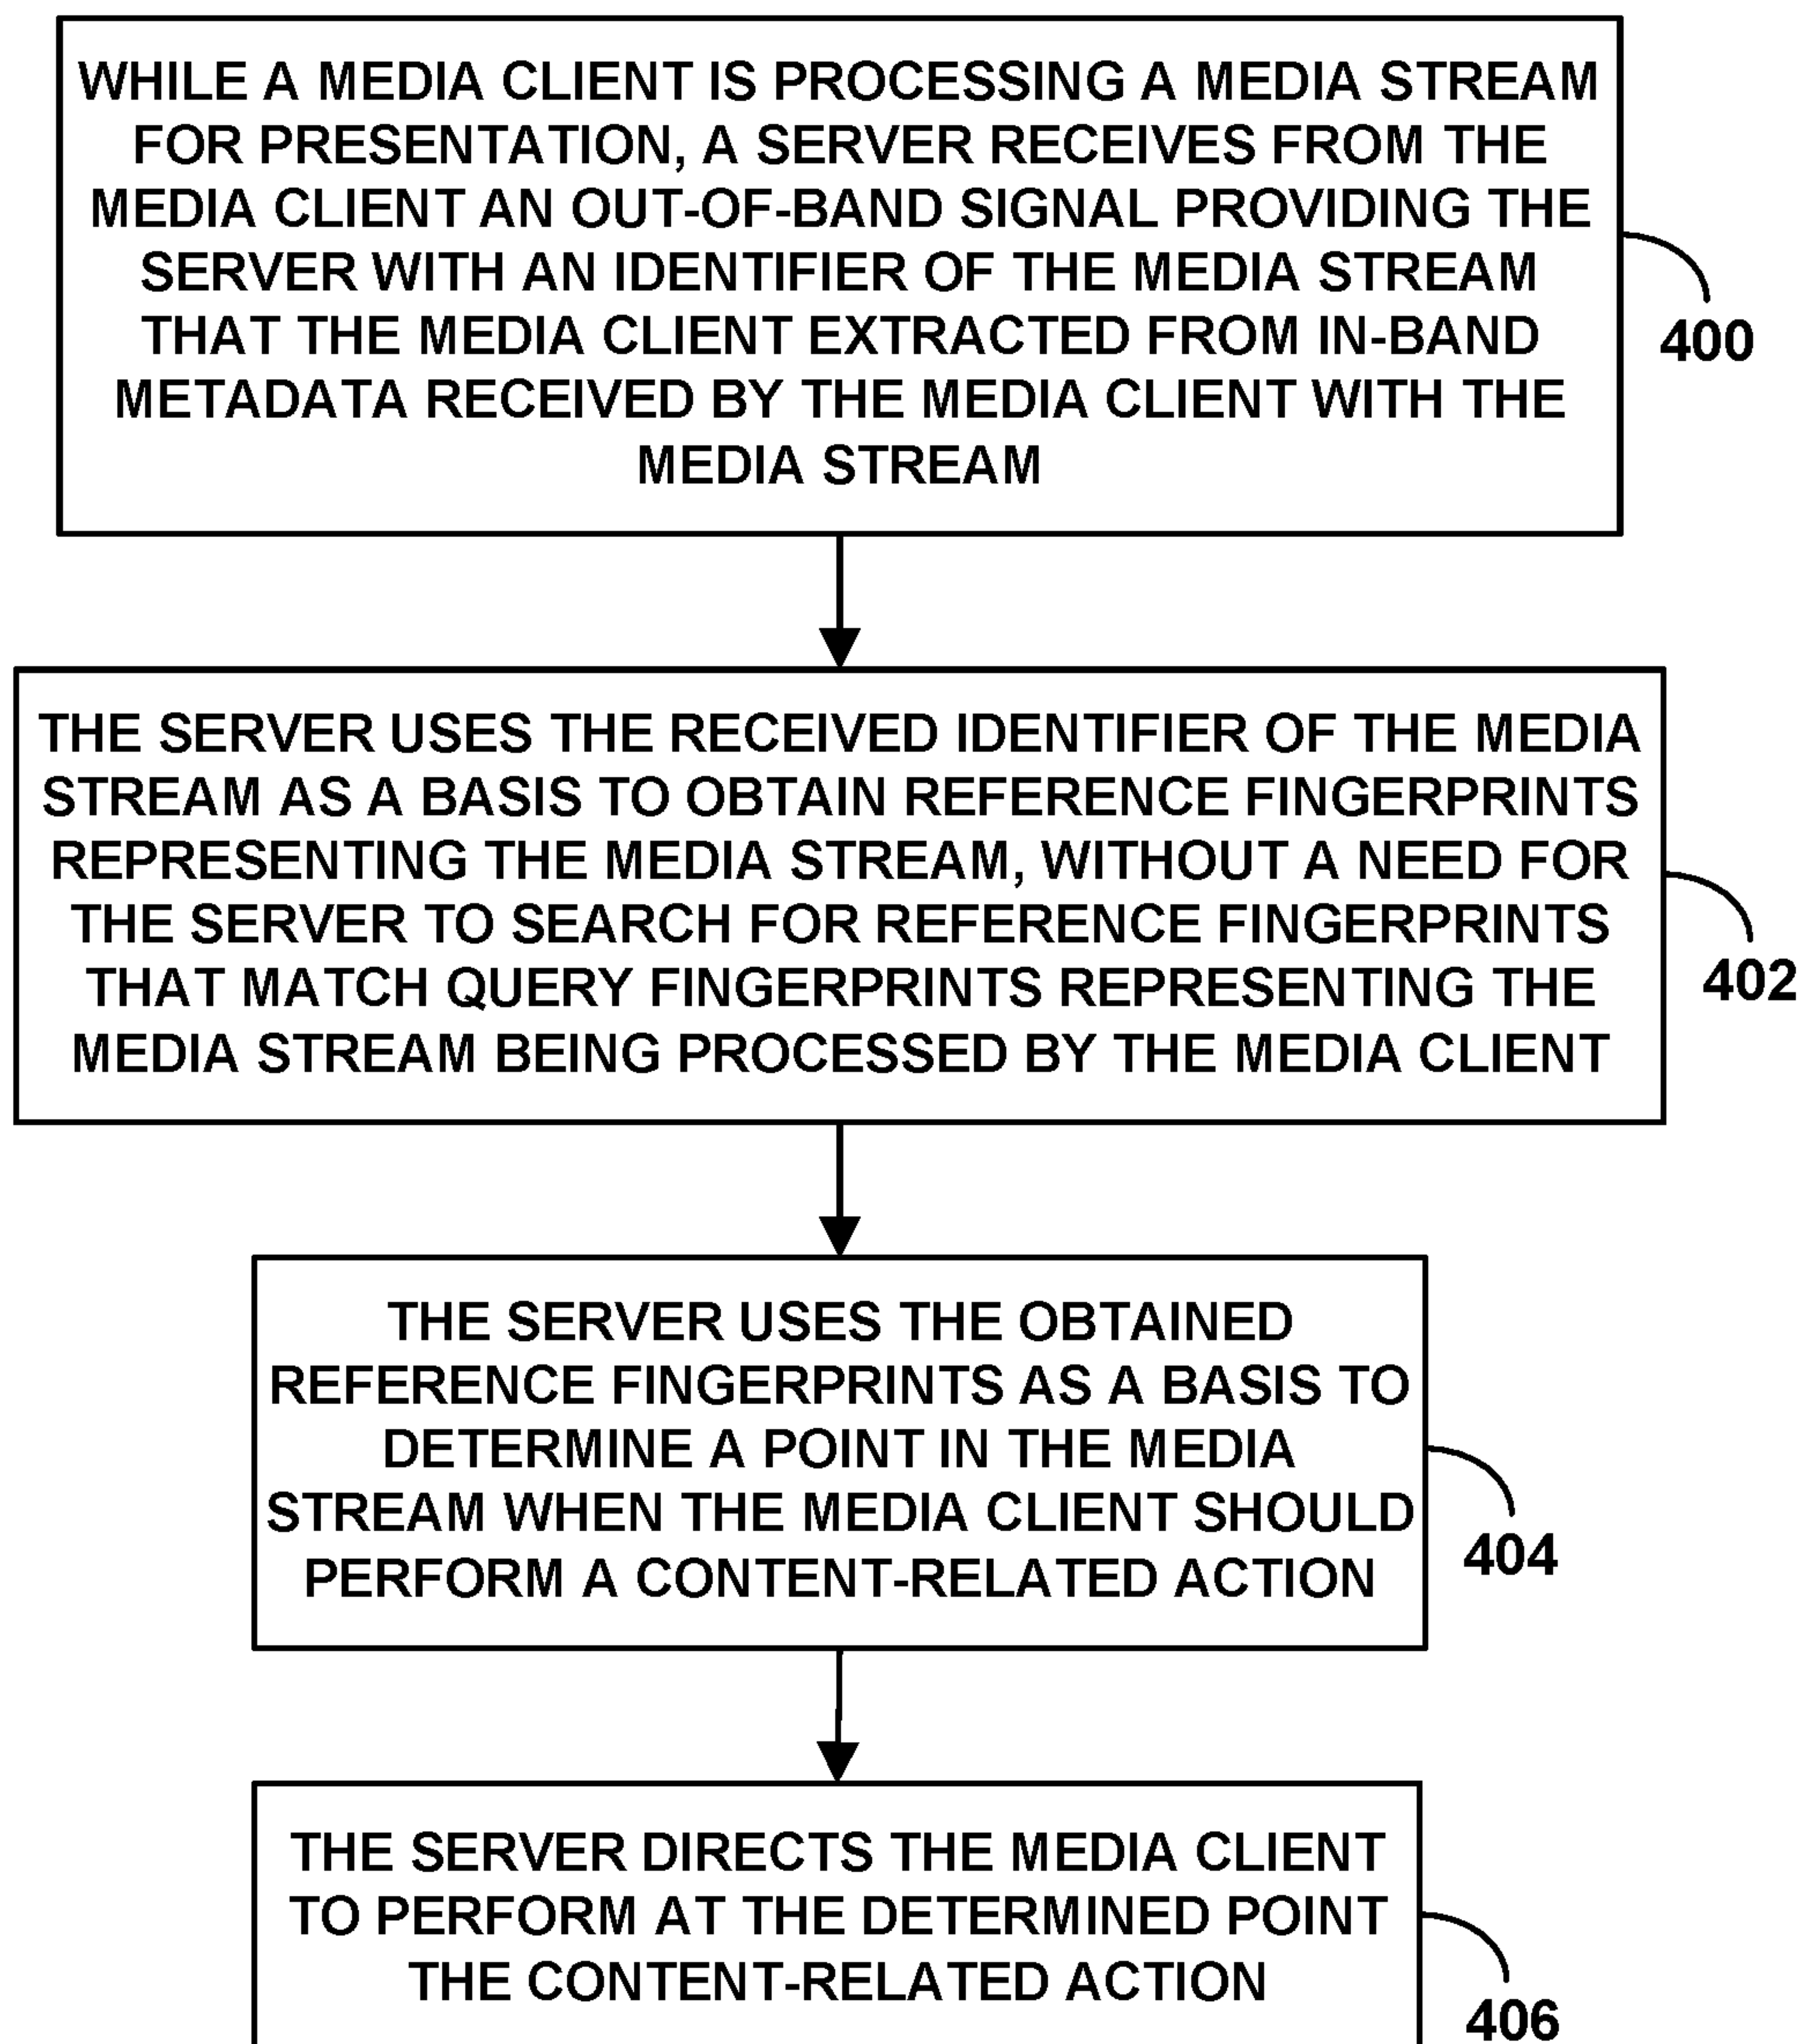 WHILE A MEDIA CLIENT IS PROCESSING A MEDIA STREAM
FOR PRESENTATION, A SERVER RECEIVES FROM THE
MEDIA CLIENT AN OUT-OF-BAND SIGNAL PROVIDING THE
SERVER WITH AN IDENTIFIER OF THE MEDIA STREAM
THAT THE MEDIA CLIENT EXTRACTED FROM IN-BAND
METADATA RECEIVED BY THE MEDIA CLIENT WITH THE
MEDIA STREAM
400
THE SERVER USES THE RECEIVED IDENTIFIER OF THE MEDIA
STREAM AS A BASIS TO OBTAIN REFERENCE FINGERPRINTS
REPRESENTING THE MEDIA STREAM, WITHOUT A NEED FOR
THE SERVER TO SEARCH FOR REFERENCE FINGERPRINTS
THAT MATCH QUERY FINGERPRINTS REPRESENTING THE
MEDIA STREAM BEING PROCESSED BY THE MEDIA CLIENT
402
THE SERVER USES THE OBTAINED
REFERENCE FINGERPRINTS AS A BASIS TO
DETERMINE A POINT IN THE MEDIA
STREAM WHEN THE MEDIA CLIENT SHOULD
PERFORM A CONTENT-RELATED ACTION
404
THE SERVER DIRECTS THE MEDIA CLIENT
TO PERFORM AT THE DETERMINED POINT
THE CONTENT-RELATED ACTION
406